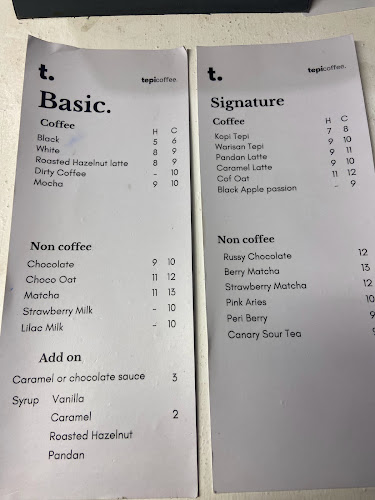 t.
tepicoffee.
Basic.
Coffee H C
Black 5 6
White 8 9
Roasted Hazelnut latte 8 9
Dirty Coffee - 10
Mocha 9 10
Non coffee
Chocolate 9 10
Choco Oat 11 12
Matcha 11 13
Strawberry Milk - 10
Lilac Milk - 10
Add on
Caramel or chocolate sauce 3
Syrup Vanilla
Caramel 2
Roasted Hazelnut
Pandan
t.
tepicoffee.
Signature
Coffee H C
Kopi Tepi 7 8
Warisan Tepi 9 10
Pandan Latte 9 11
Caramel Latte 9 10
Cof Oat 11 12
Black Apple passion - 9
Non coffee
Russy Chocolate 12
Berry Matcha 13
Strawberry Matcha 12
Pink Aries 10
Peri Berry 9
Canary Sour Tea